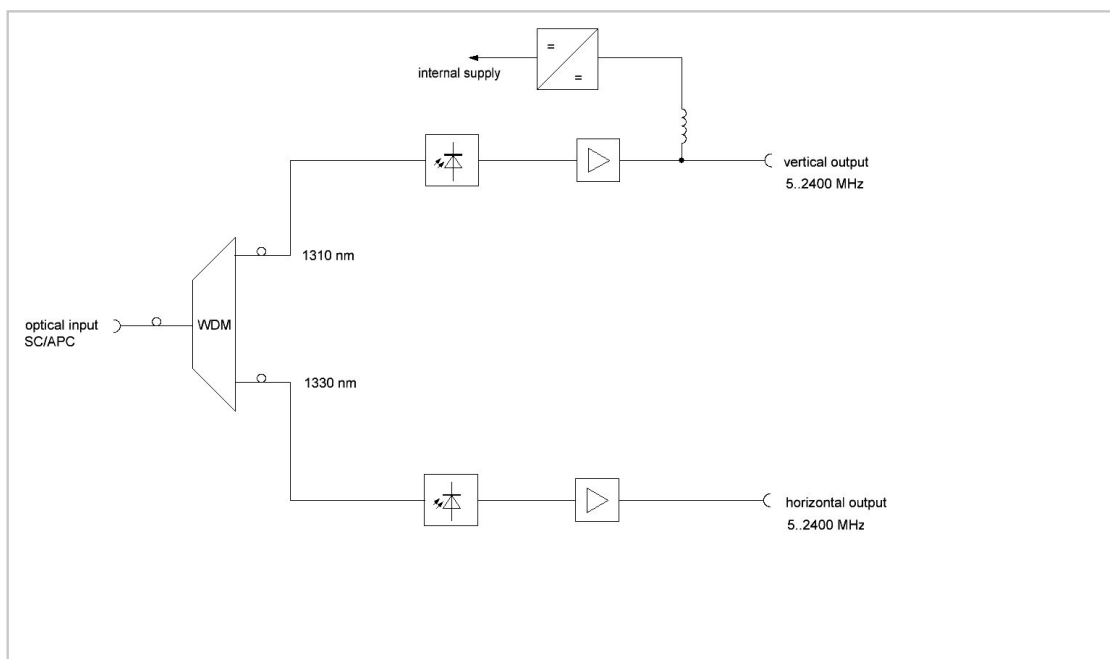 =
=
internal supply
vertical output
5..2400 MHz
1310 nm
optical input
SC/APC
WDM
1330 nm
horizontal output
5..2400 MHz